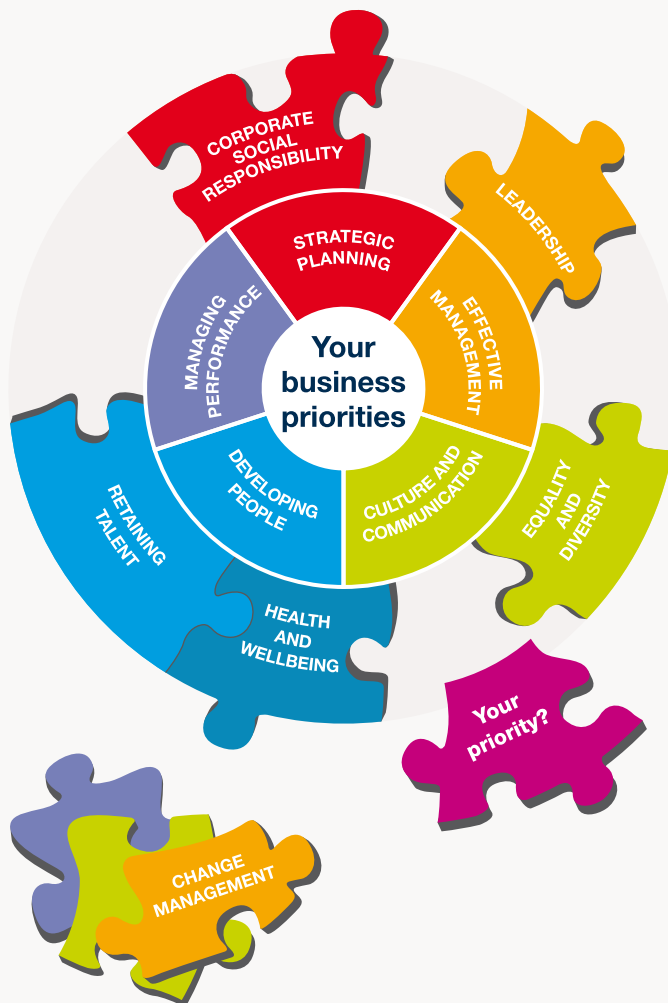 CORPORATE
SOCIAL
RESPONSIBILITY
LEADERSHIP
STRATEGIC
PLANNING
MANAGING
PERFORMANCE
EFFECTIVE
MANAGEMENT
Your
business
priorities
DEVELOPING
PEOPLE
CULTURE AND
COMMUNICATION
EQUALITY
AND
DIVERSITY
RETAINING
TALENT
HEALTH
AND
WELLBEING
Your
priority?
CHANGE
MANAGEMENT